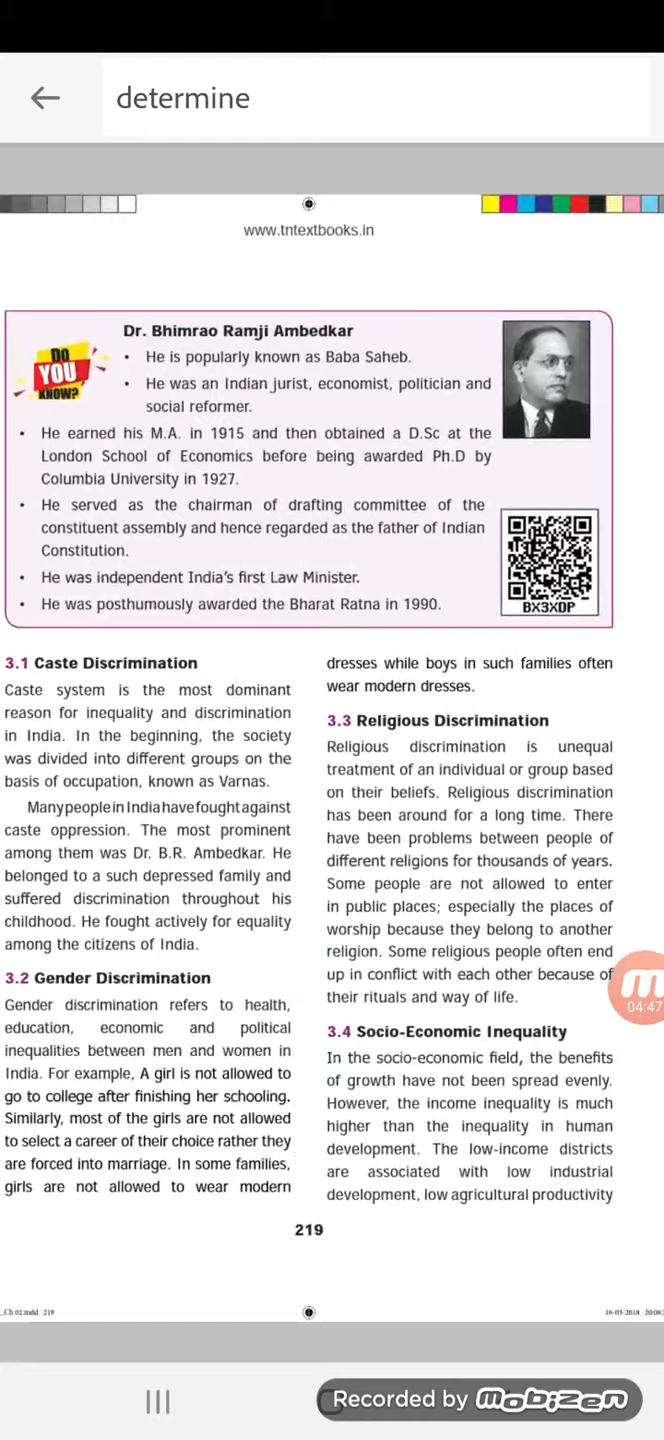 determine
www.tntextbooks.in
Dr. Bhimrao Ramji Ambedkar
DO
YOU
KNOW?
• He is popularly known as Baba Saheb.
• He was an Indian jurist, economist, politician and
social reformer.
• He earned his M.A. in 1915 and then obtained a D.Sc at the
London School of Economics before being awarded Ph.D by
Columbia University in 1927.
• He served as the chairman of drafting committee of the
constituent assembly and hence regarded as the father of Indian
Constitution.
• He was independent India's first Law Minister.
• He was posthumously awarded the Bharat Ratna in 1990.
BX3XDP
3.1 Caste Discrimination
Caste system is the most dominant
reason for inequality and discrimination
in India. In the beginning, the society
was divided into different groups on the
basis of occupation, known as Varnas.
Many people in India have fought against
caste oppression. The most prominent
among them was Dr. B.R. Ambedkar. He
belonged to a such depressed family and
suffered discrimination throughout his
childhood. He fought actively for equality
among the citizens of India.
3.2 Gender Discrimination
Gender discrimination refers to health,
education, economic and political
inequalities between men and women in
India. For example, A girl is not allowed to
go to college after finishing her schooling.
Similarly, most of the girls are not allowed
to select a career of their choice rather they
are forced into marriage. In some families,
girls are not allowed to wear modern
dresses while boys in such families often
wear modern dresses.
3.3 Religious Discrimination
Religious discrimination is unequal
treatment of an individual or group based
on their beliefs. Religious discrimination
has been around for a long time. There
have been problems between people of
different religions for thousands of years.
Some people are not allowed to enter
in public places; especially the places of
worship because they belong to another
religion. Some religious people often end
up in conflict with each other because of
their rituals and way of life.
3.4 Socio-Economic Inequality
In the socio-economic field, the benefits
of growth have not been spread evenly.
However, the income inequality is much
higher than the inequality in human
development. The low-income districts
are associated with low industrial
development, low agricultural productivity
04:47
219
_Ch 02.indd 219
16-03-2018
Recorded by mobizen